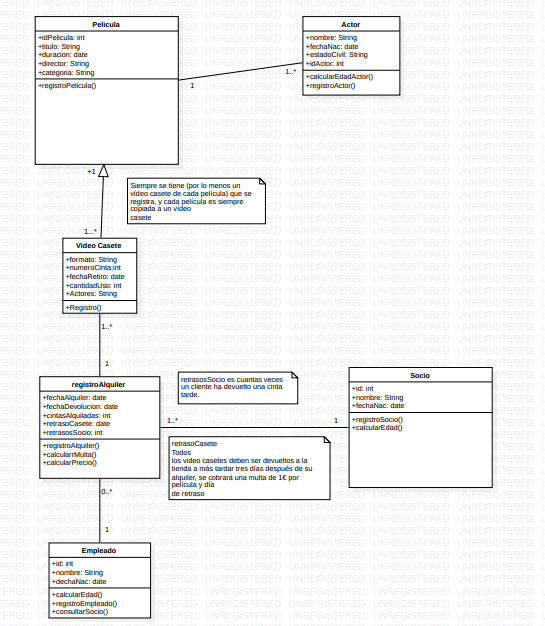 Película
+idPelicula: int
+titulo: String
+duracion: date
+director: String
+categoria: String
+registroPelicula()
Actor
+nombre: String
+fechaNac: date
+estadoCivil: String
+idActor: int
+calcularEdadActor()
+registroActor()
1
1..*
+1
1...*
Siempre se tiene (por lo menos un
vídeo casete de cada película) que se
registra, y cada película es siempre
copiada a un vídeo
casete
Video Casete
+formato: String
+numeroCinta;int
+fechaRetiro: date
+cantidadUso: int
+Actores: String
+Registro()
1..*
1
registroAlquiler
+fechaAlquiler: date
+fechaDevolucion: date
+cintasAlquiladas: int
+retrasoCasete: date
+retrasosSocio: int
+registroAlquiler()
+calcularrMulta()
+calcularPrecio()
retrasosSocio es cuantas veces
un cliente ha devuelto una cinta
tarde.
1..*
1
Socio
+id: int
+nombre: String
+fechaNac: date
+registroSocio()
+calcularEdad()
retrasoCasete
Todos
los video casetes deben ser devueltos a la
tienda a más tardar tres días después de su
alquiler, se cobrará una multa de 1€ por
película y día
de retraso
0..*
1
Empleado
+id: int
+nombre: String
+dechaNac: date
+calcularEdad()
+registroEmpleado()
+consultarSocio()
UNREGISTERED